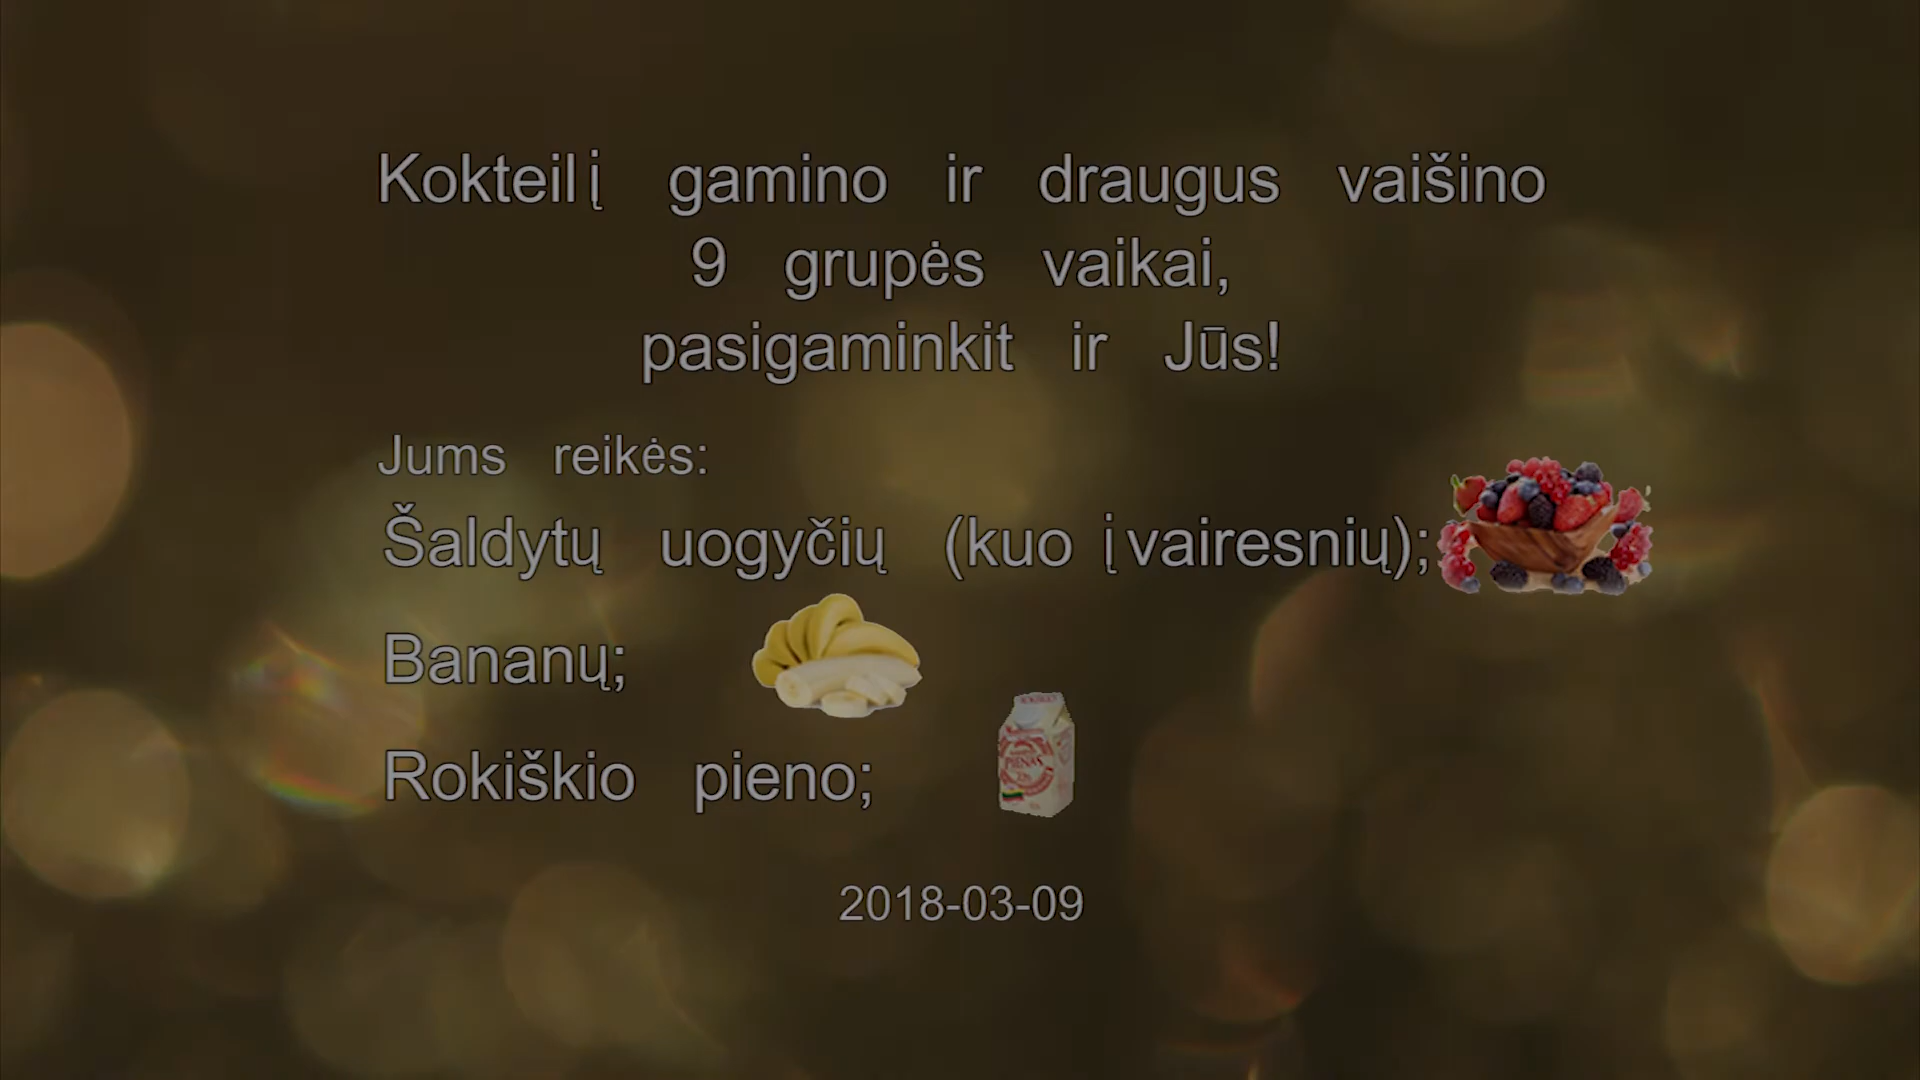 Kokteilį gamino ir draugus vaišino
9 grupės vaikai,
pasigaminkit ir Jūs!
Jums reikės:
Šaldytų uogyčių (kuo įvairesnių);
Bananų;
Rokiškio pieno;
PIENAS
2018-03-09